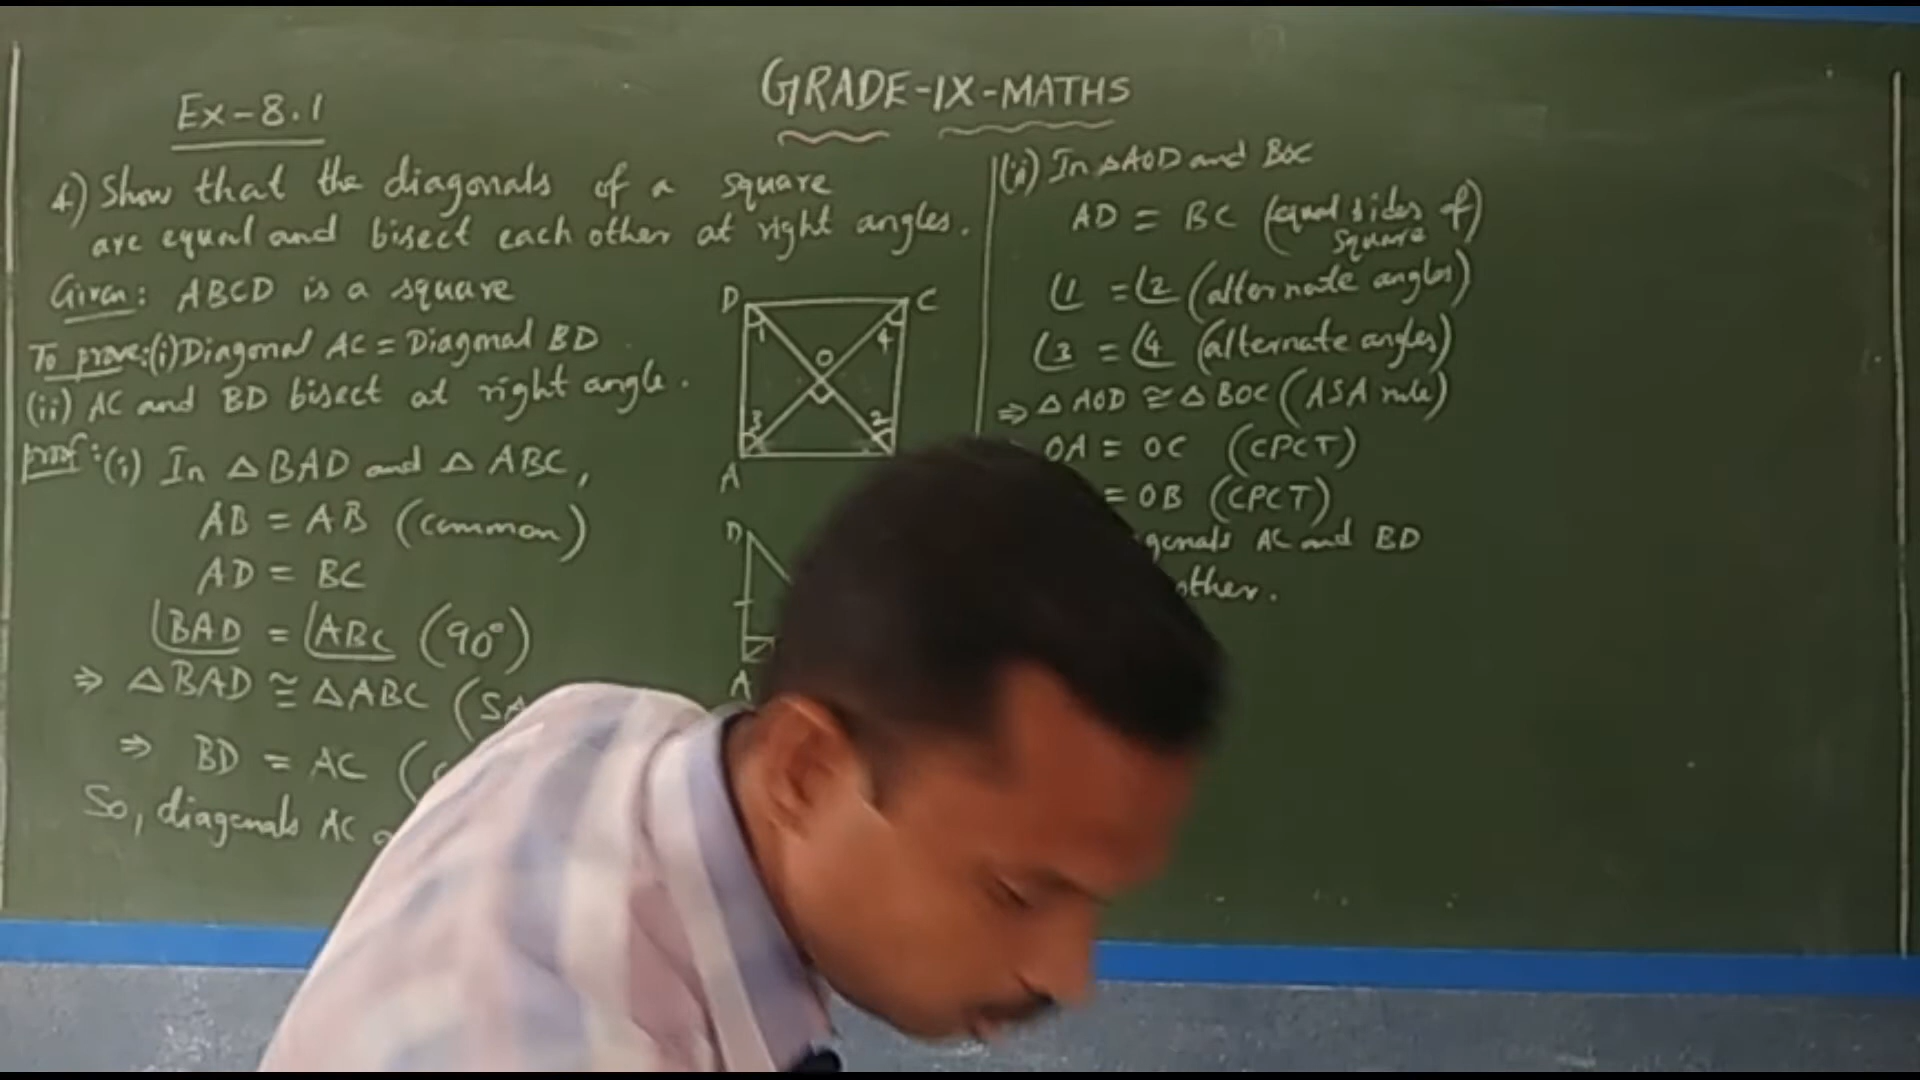 GRADE-IX-MATHS
Ex-8.1
4) Show that the diagonals of a square
are equal and bisect each other at right angles.
Given: ABCD is a square
To prove:(i) Diagonal AC = Diagonal BD
(ii) AC and BD bisect at right angle.
Proof:(i) In △BAD and △ABC,
AB = AB (common)
AD = BC
∠BAD = ∠ABC (90°)
⇒ △BAD ≅ △ABC (SA
⇒ BD = AC (
So, diagonals AC
D C
1 4
O
3 2
A
D
A
(ii) In △AOD and BOC
AD = BC (equal sides of)
square
∠1 = ∠2 (alternate angles)
∠3 = ∠4 (alternate angles)
⇒ △AOD ≅ △BOC (ASA rule)
OA = OC (CPCT)
= OB (CPCT)
gonals AC and BD
other.